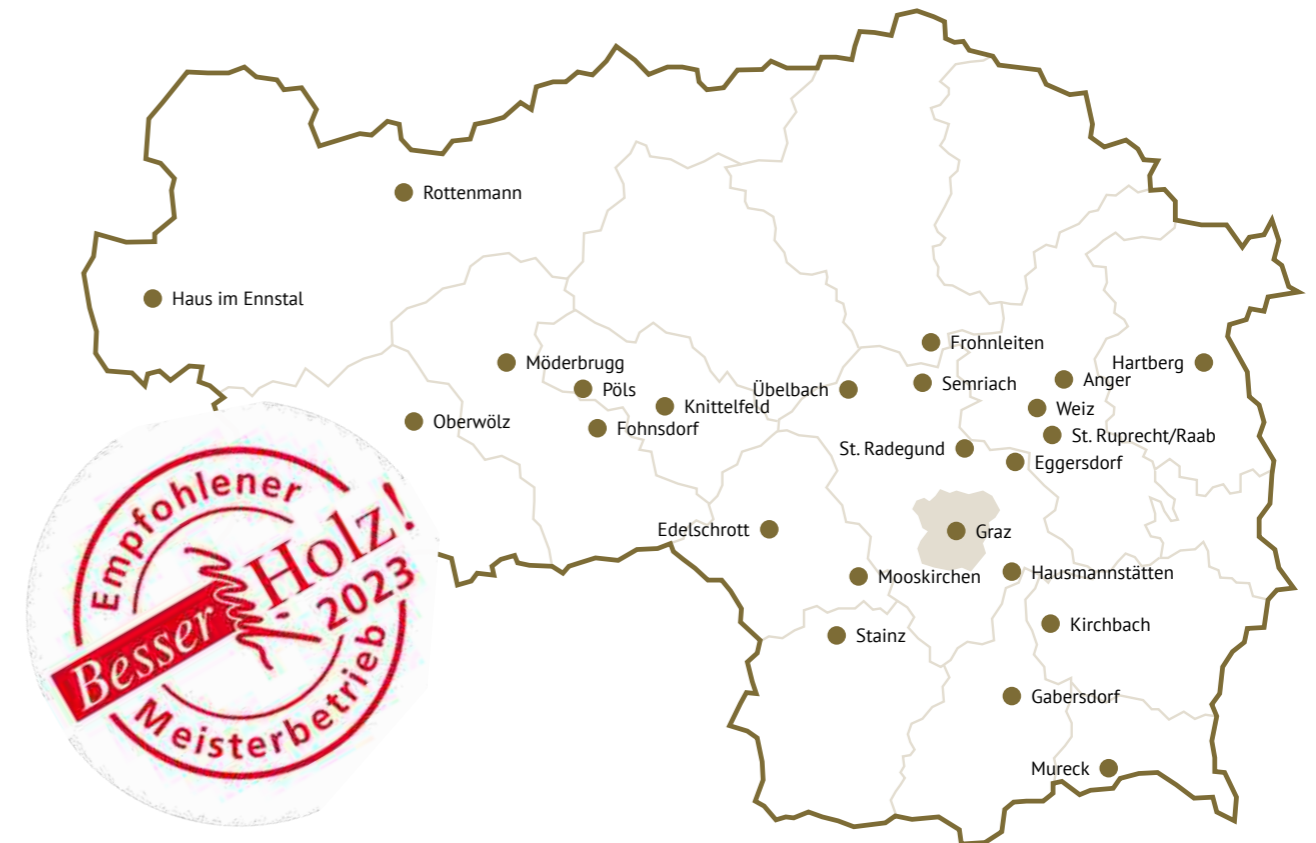 Rottenmann
Haus im Ennstal
Frohnleiten
Möderbrugg
Hartberg
Anger
Semriach
Pöls
Übelbach
Knittelfeld
Weiz
Oberwölz
Fohnsdorf
St. Ruprecht/Raab
St. Radegund
Eggersdorf
Edelschrott
Graz
Mooskirchen
Hausmannstätten
Kirchbach
Stainz
Gabersdorf
Mureck
Empfohlener
Besser Holz!
2023
Meisterbetrieb